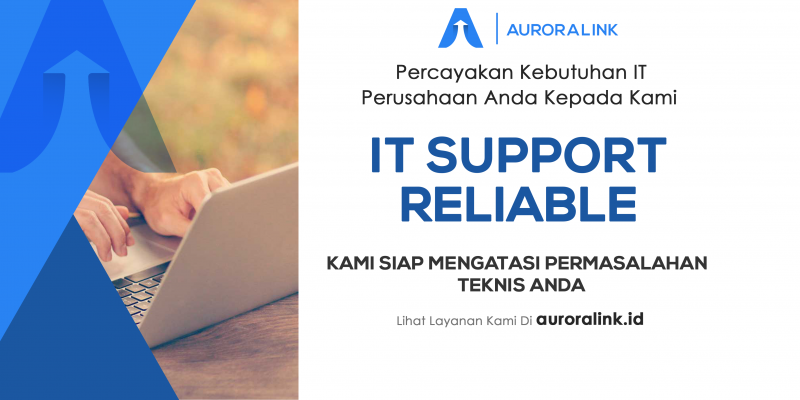 AURORALINK
Percayakan Kebutuhan IT
Perusahaan Anda Kepada Kami
IT SUPPORT
RELIABLE
KAMI SIAP MENGATASI PERMASALAHAN
TEKNIS ANDA
Lihat Layanan Kami Di auroralink.id